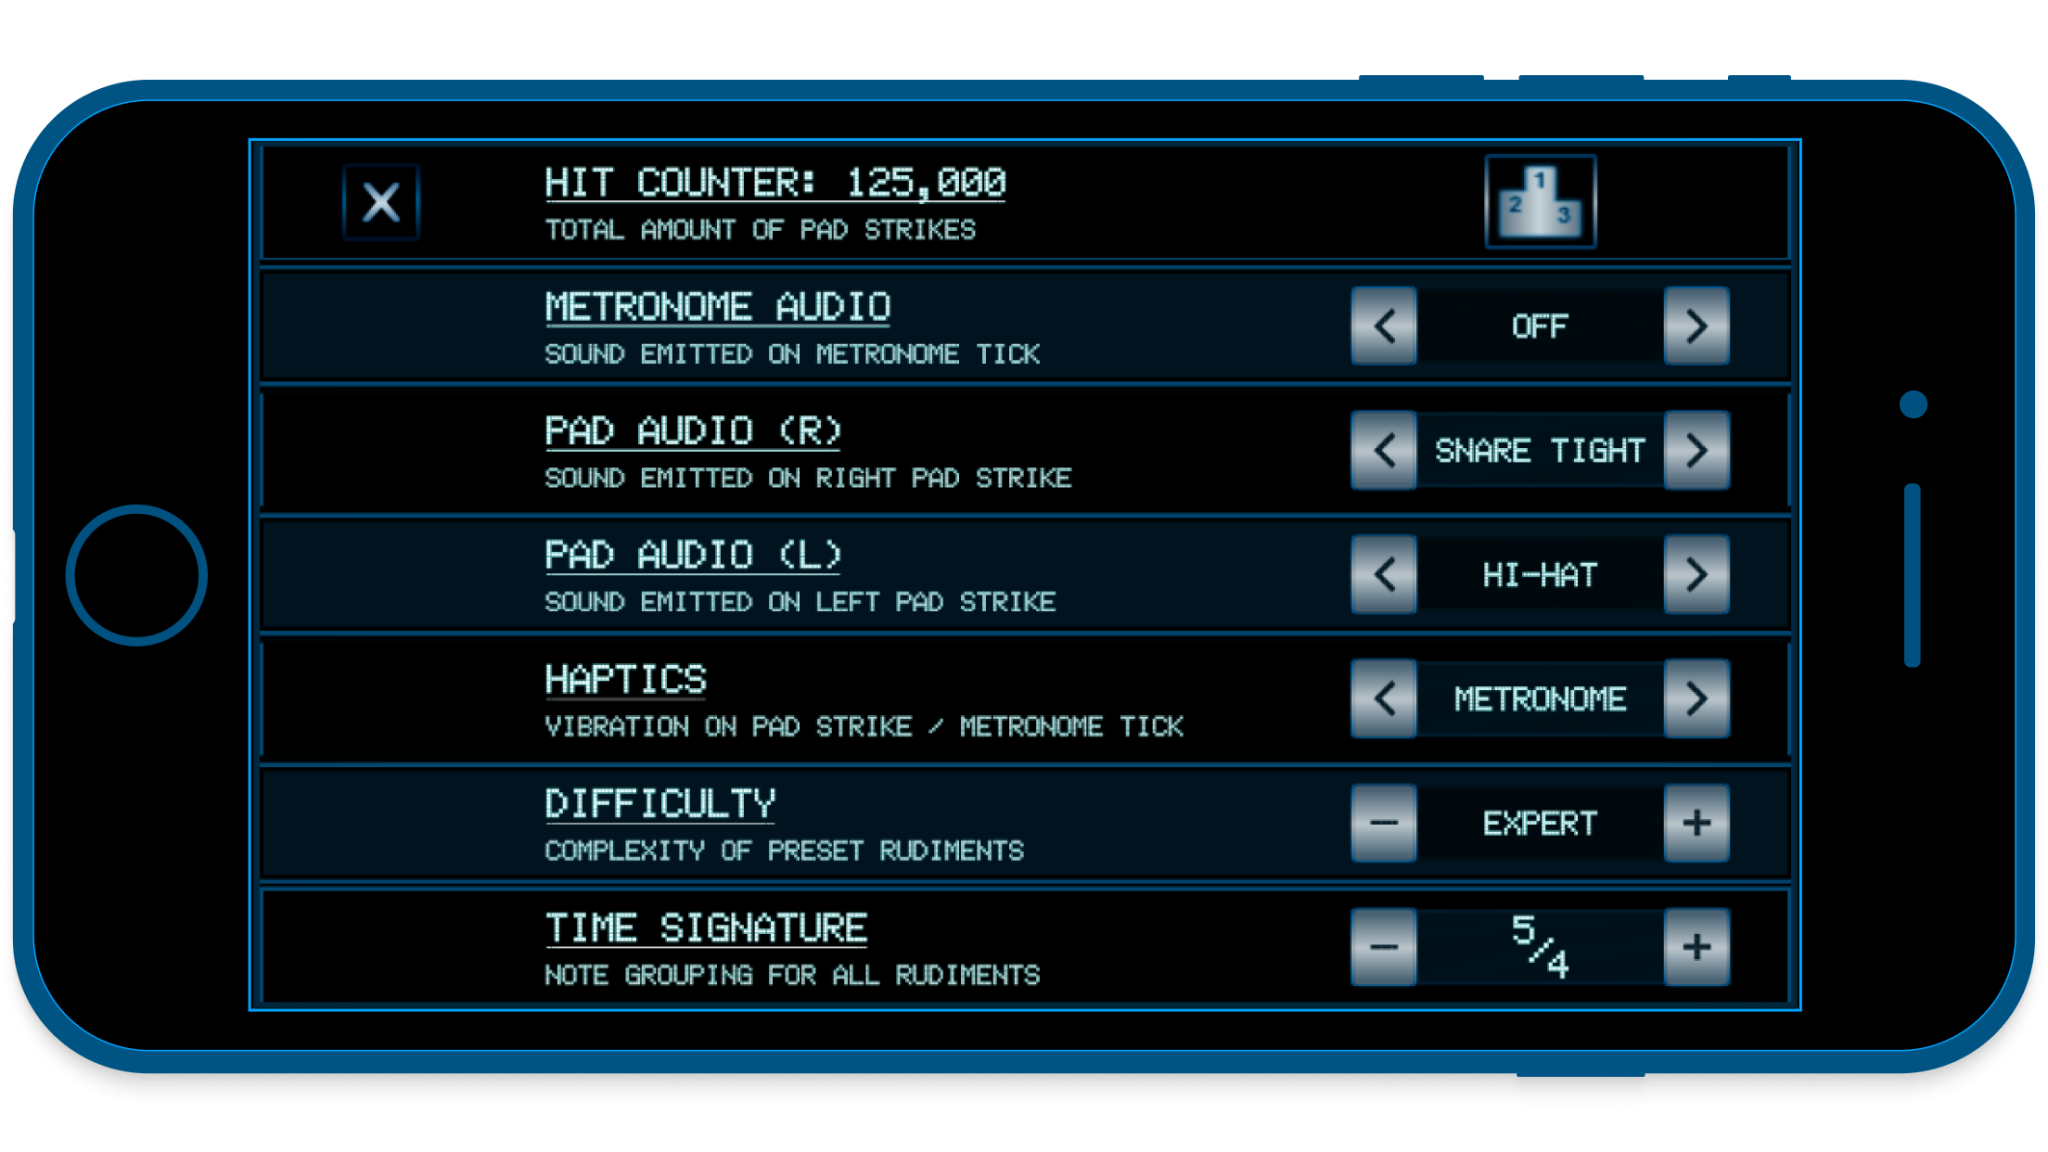 X
HIT COUNTER: 125,000
TOTAL AMOUNT OF PAD STRIKES
1
2
3
METRONOME AUDIO
SOUND EMITTED ON METRONOME TICK
< OFF >
PAD AUDIO (R)
SOUND EMITTED ON RIGHT PAD STRIKE
< SNARE TIGHT >
PAD AUDIO (L)
SOUND EMITTED ON LEFT PAD STRIKE
< HI-HAT >
HAPTICS
VIBRATION ON PAD STRIKE / METRONOME TICK
< METRONOME >
DIFFICULTY
COMPLEXITY OF PRESET RUDIMENTS
- EXPERT +
TIME SIGNATURE
NOTE GROUPING FOR ALL RUDIMENTS
- 5/4 +